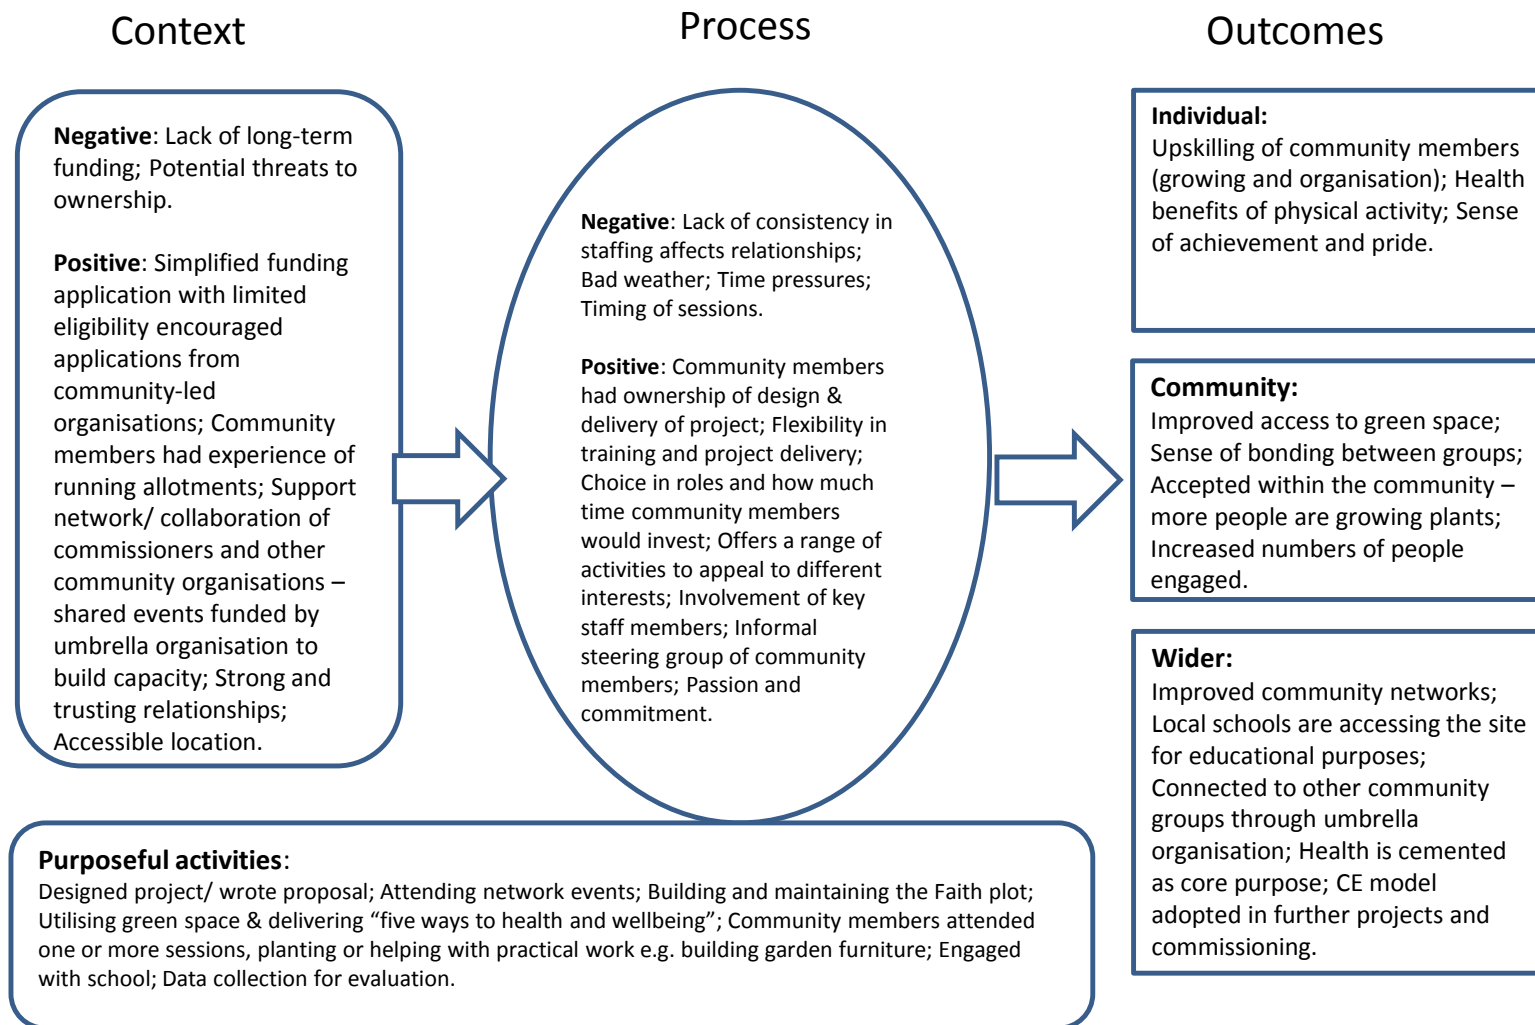 Context
Process
Outcomes
Negative: Lack of long-term
funding; Potential threats to
ownership.
Positive: Simplified funding
application with limited
eligibility encouraged
applications from
community-led
organisations; Community
members had experience of
running allotments; Support
network/ collaboration of
commissioners and other
community organisations –
shared events funded by
umbrella organisation to
build capacity; Strong and
trusting relationships;
Accessible location.
Negative: Lack of consistency in
staffing affects relationships;
Bad weather; Time pressures;
Timing of sessions.
Positive: Community members
had ownership of design &
delivery of project; Flexibility in
training and project delivery;
Choice in roles and how much
time community members
would invest; Offers a range of
activities to appeal to different
interests; Involvement of key
staff members; Informal
steering group of community
members; Passion and
commitment.
Individual:
Upskilling of community members
(growing and organisation); Health
benefits of physical activity; Sense
of achievement and pride.
Community:
Improved access to green space;
Sense of bonding between groups;
Accepted within the community –
more people are growing plants;
Increased numbers of people
engaged.
Wider:
Improved community networks;
Local schools are accessing the site
for educational purposes;
Connected to other community
groups through umbrella
organisation; Health is cemented
as core purpose; CE model
adopted in further projects and
commissioning.
Purposeful activities:
Designed project/ wrote proposal; Attending network events; Building and maintaining the Faith plot;
Utilising green space & delivering “five ways to health and wellbeing”; Community members attended
one or more sessions, planting or helping with practical work e.g. building garden furniture; Engaged
with school; Data collection for evaluation.